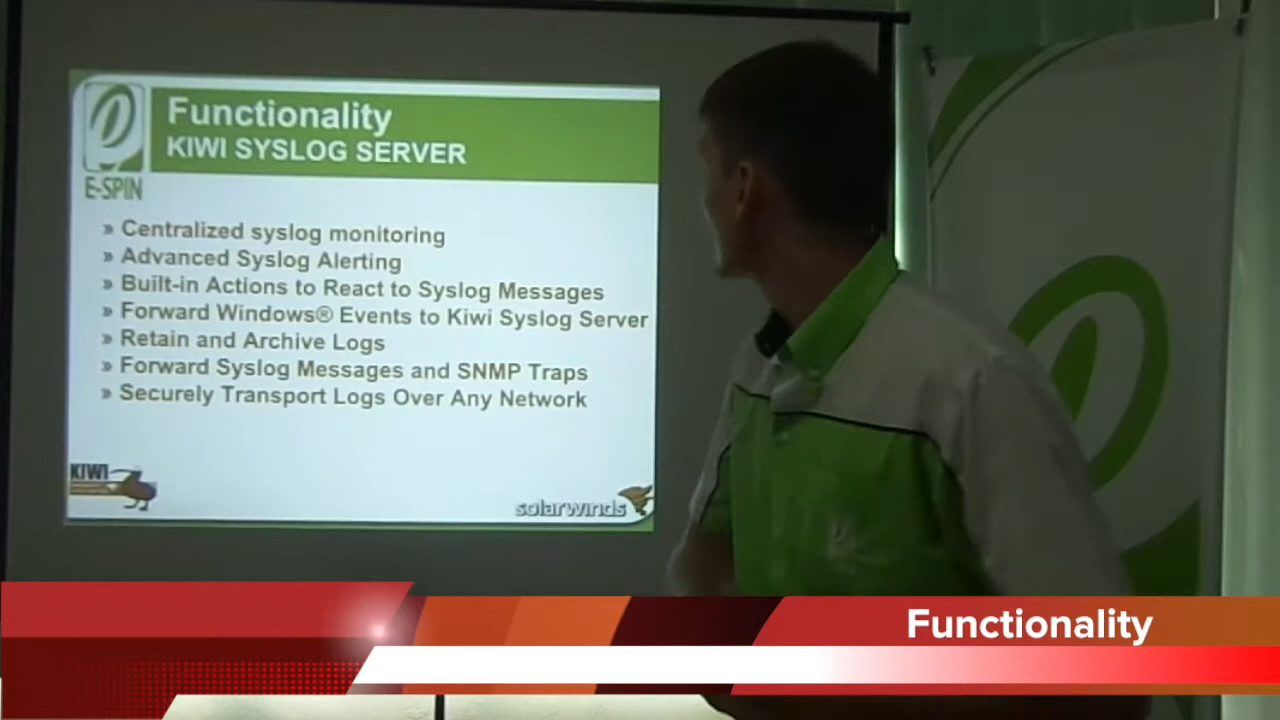 Functionality
KIWI SYSLOG SERVER
E-SPIN
» Centralized syslog monitoring
» Advanced Syslog Alerting
» Built-in Actions to React to Syslog Messages
» Forward Windows® Events to Kiwi Syslog Server
» Retain and Archive Logs
» Forward Syslog Messages and SNMP Traps
» Securely Transport Logs Over Any Network
KIWI
solarwinds
Functionality